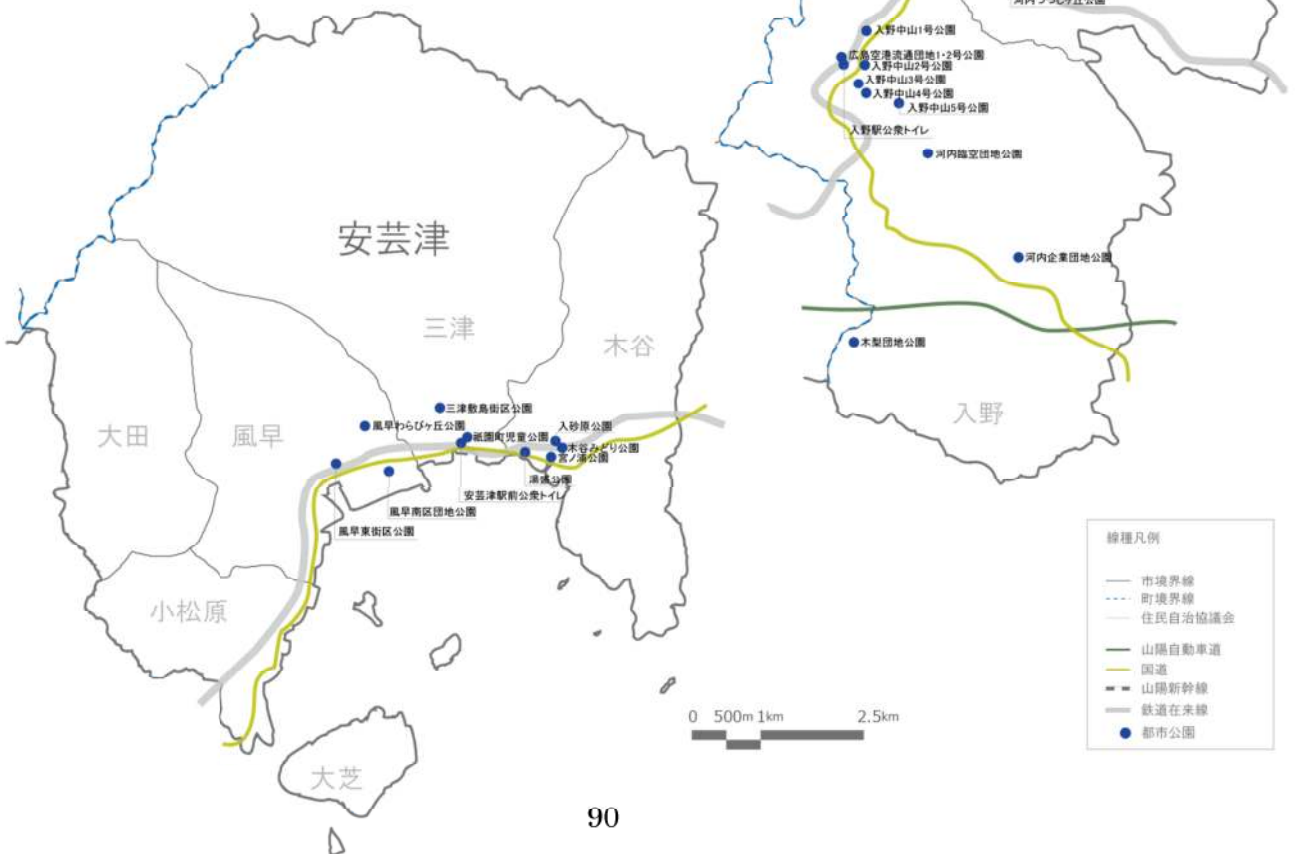 河内つつじケ丘公園
入野中山1号公園
広島空港流通団地1・2号公園
入野中山2号公園
入野中山3号公園
入野中山4号公園
入野中山5号公園
入野駅公衆トイレ
河内臨空団地公園
河内企業団地公園
木梨団地公園
入野
安芸津
三津
木谷
大田
風早
三津敷島街区公園
風早わらびヶ丘公園
祇園町児童公園
入砂原公園
木谷みどり公園
宮ノ浦公園
安芸津駅前公衆トイレ
風早南区団地公園
風早東街区公園
小松原
大芝
線種凡例
市境界線
町境界線
住民自治協議会
山陽自動車道
国道
山陽新幹線
鉄道在来線
都市公園
0 500m 1km 2.5km
90